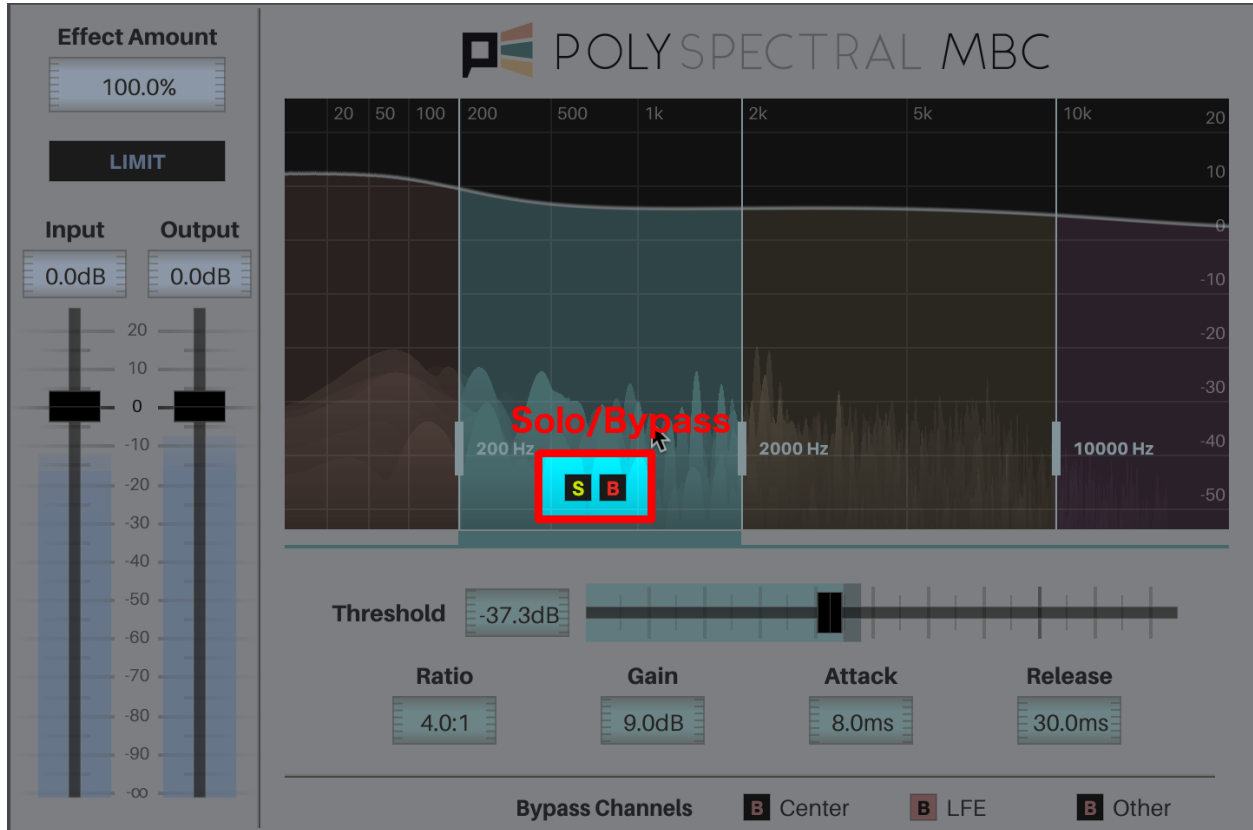 Effect Amount
100.0%
LIMIT
Input Output
0.0dB 0.0dB
20
10
0
-10
-20
-30
-40
-50
-60
-70
-80
-90
-∞
POLYSPECTRAL MBC
20 50 100 200 500 1k 2k 5k 10k 20
10
0
-10
-20
-30
-40
-50
Solo/Bypass
200 Hz 2000 Hz 10000 Hz
S B
Threshold -37.3dB
Ratio Gain Attack Release
4.0:1 9.0dB 8.0ms 30.0ms
Bypass Channels B Center B LFE B Other